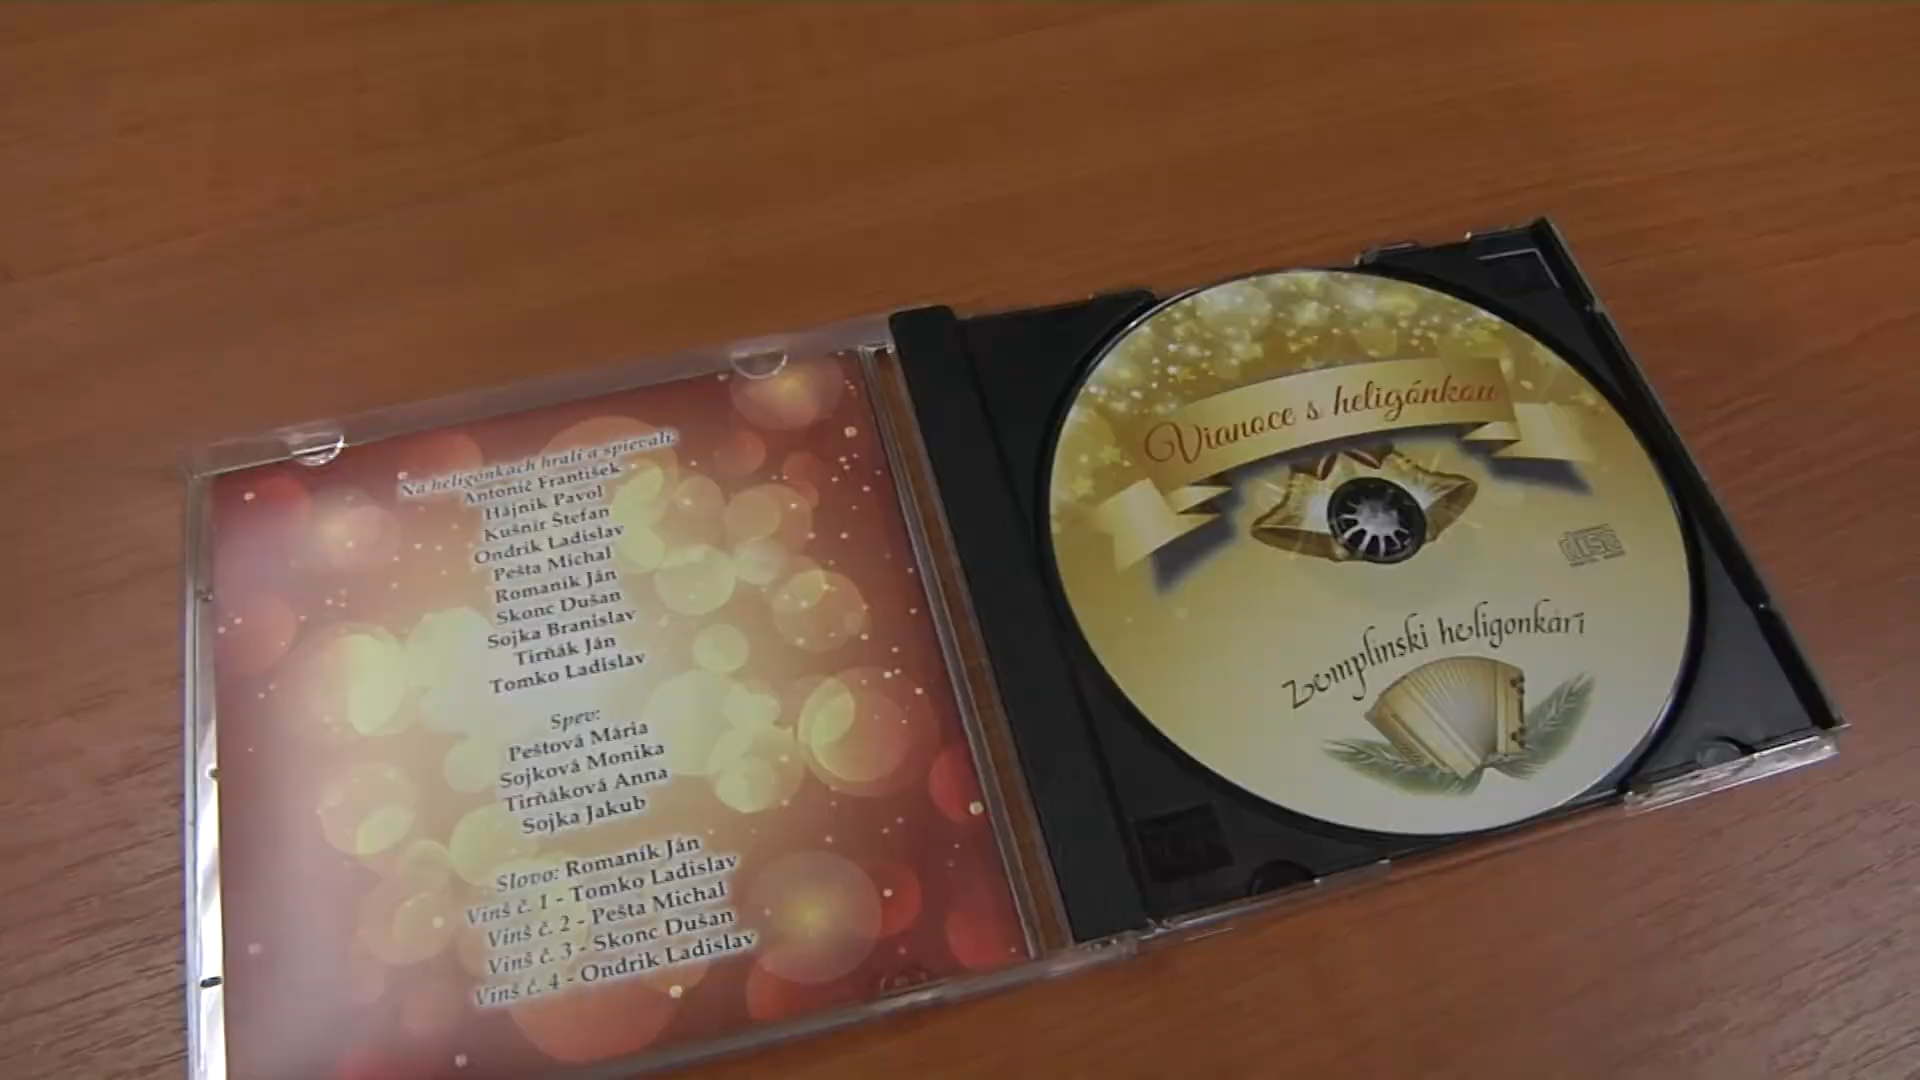 Na heligónkach hrali a spievali:
Antonič František
Hájnik Pavol
Kušnír Štefan
Ondrik Ladislav
Pešta Michal
Romaník Ján
Skonc Dušan
Sojka Branislav
Tirňák Ján
Tomko Ladislav
Spev:
Peštová Mária
Sojková Monika
Tirňáková Anna
Sojka Jakub
Slovo: Romaník Ján
Vinš č. 1 - Tomko Ladislav
Vinš č. 2 - Pešta Michal
Vinš č. 3 - Skonc Dušan
Vinš č. 4 - Ondrik Ladislav
Vianoce s heligónkou
disc
zemplínski heligonkári